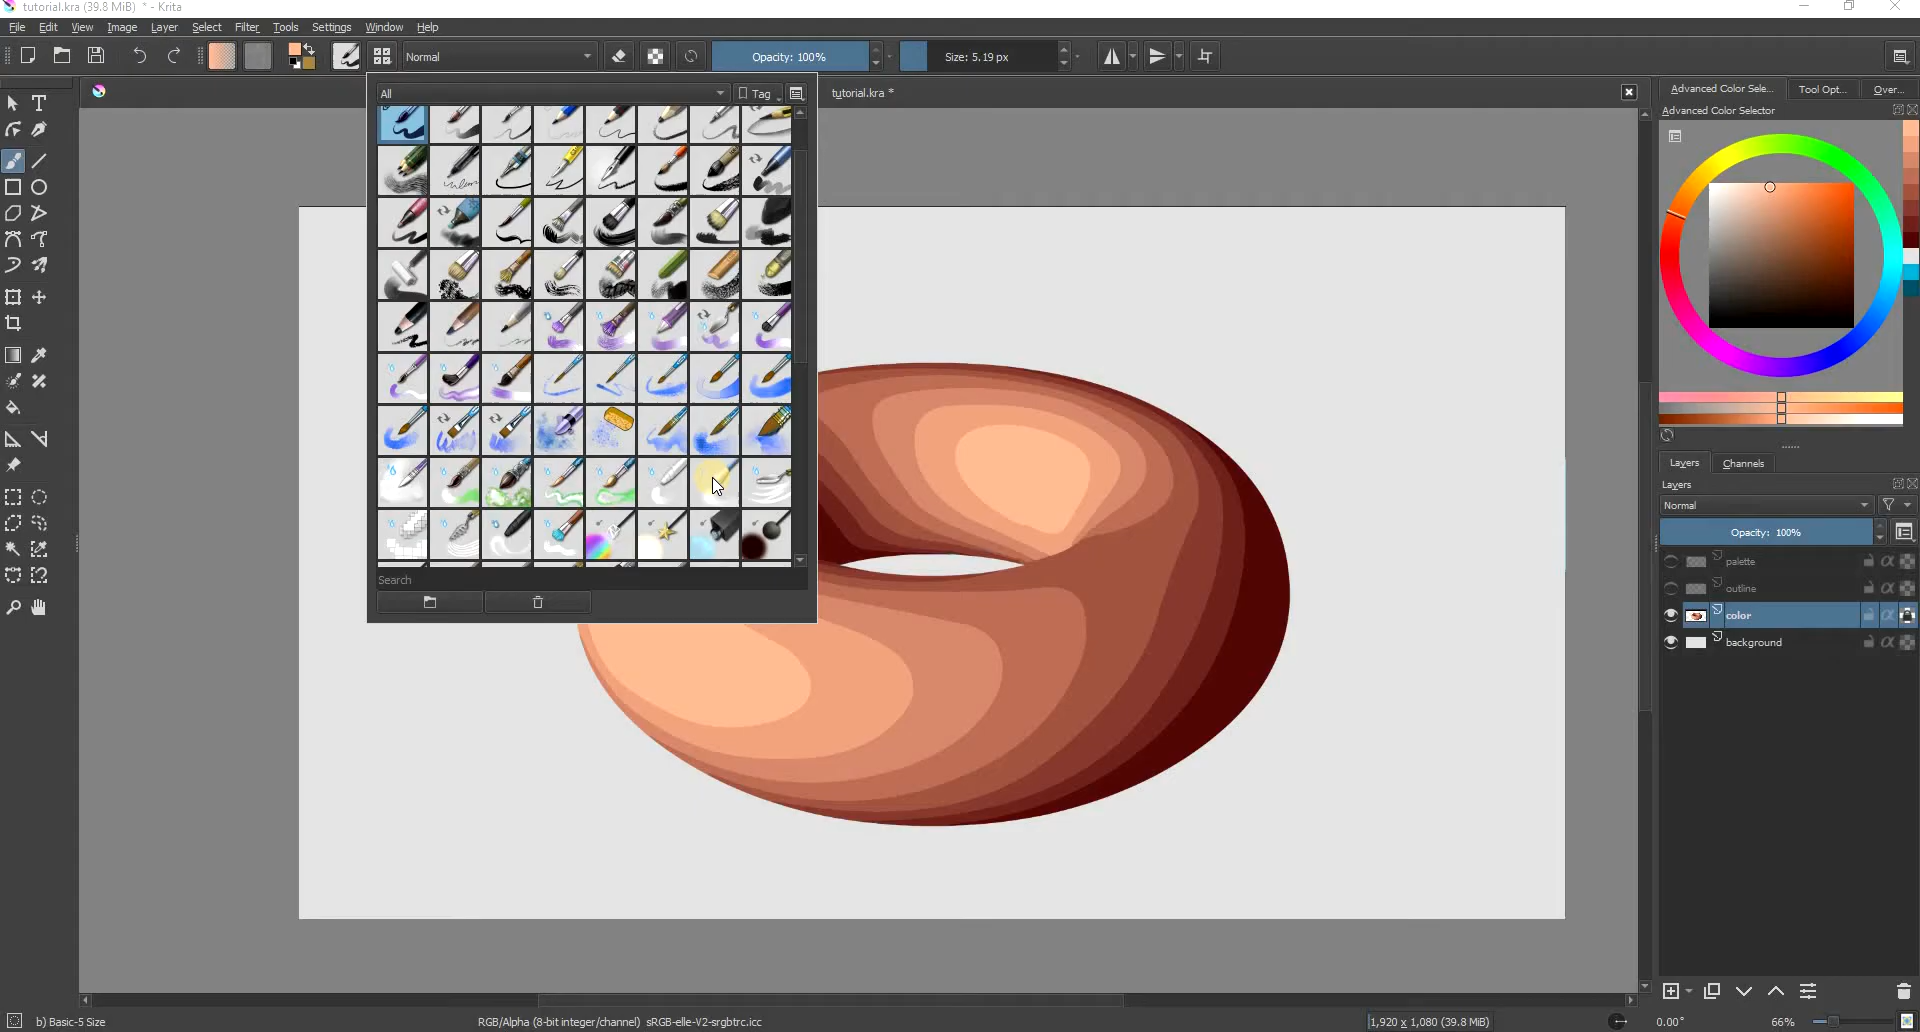 tutorial.kra (39.8 MiB) * - Krita
File Edit View Image Layer Select Filter Tools Settings Window Help
Normal
Opacity: 100%
Size: 5.19 px
All
Tag
tutorial.kra *
Search
Advanced Color Sele...
Tool Opt...
Over...
Advanced Color Selector
Layers
Channels
Layers
Normal
Opacity: 100%
palette
outline
color
background
b) Basic-5 Size
RGB/Alpha (8-bit integer/channel) sRGB-elle-V2-srgbtrc.icc
1,920 x 1,080 (39.8 MiB)
0.00°
66%